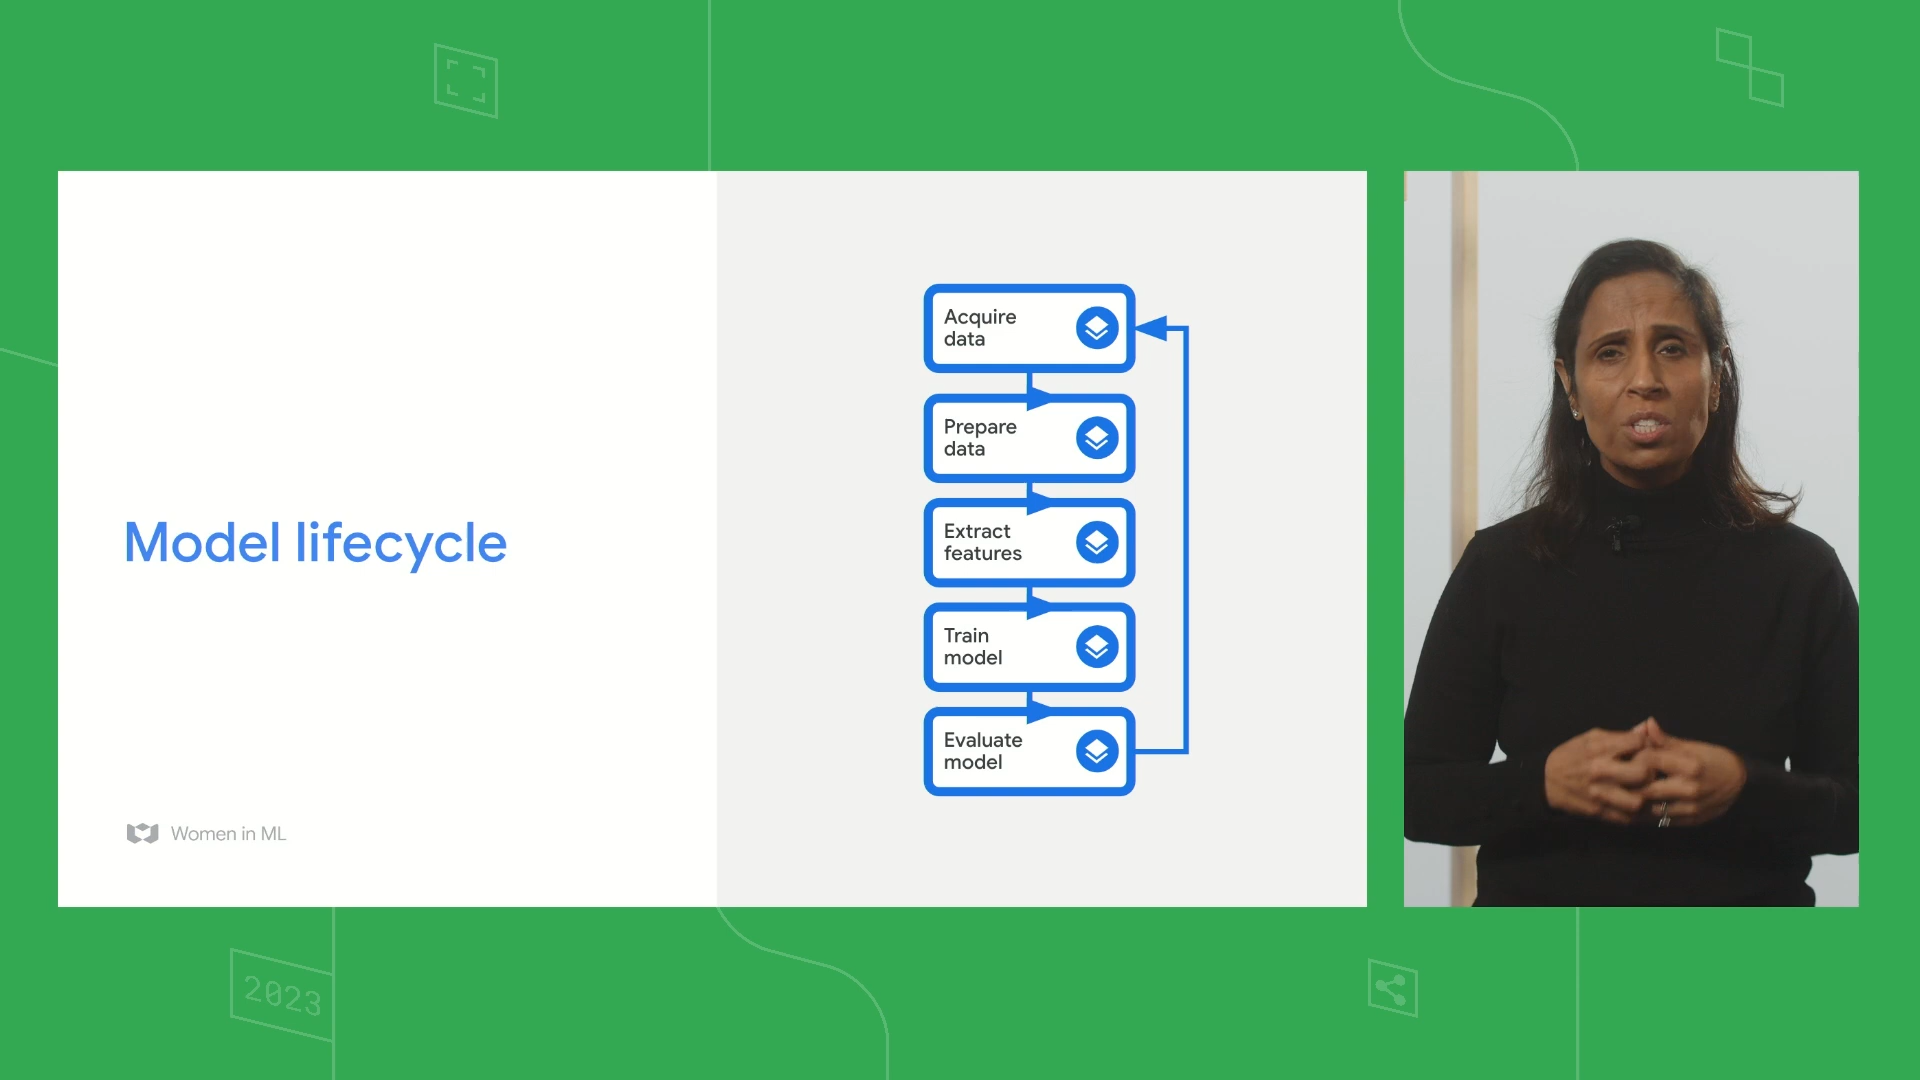 Model lifecycle
Acquire
data
Prepare
data
Extract
features
Train
model
Evaluate
model
Women in ML
2023